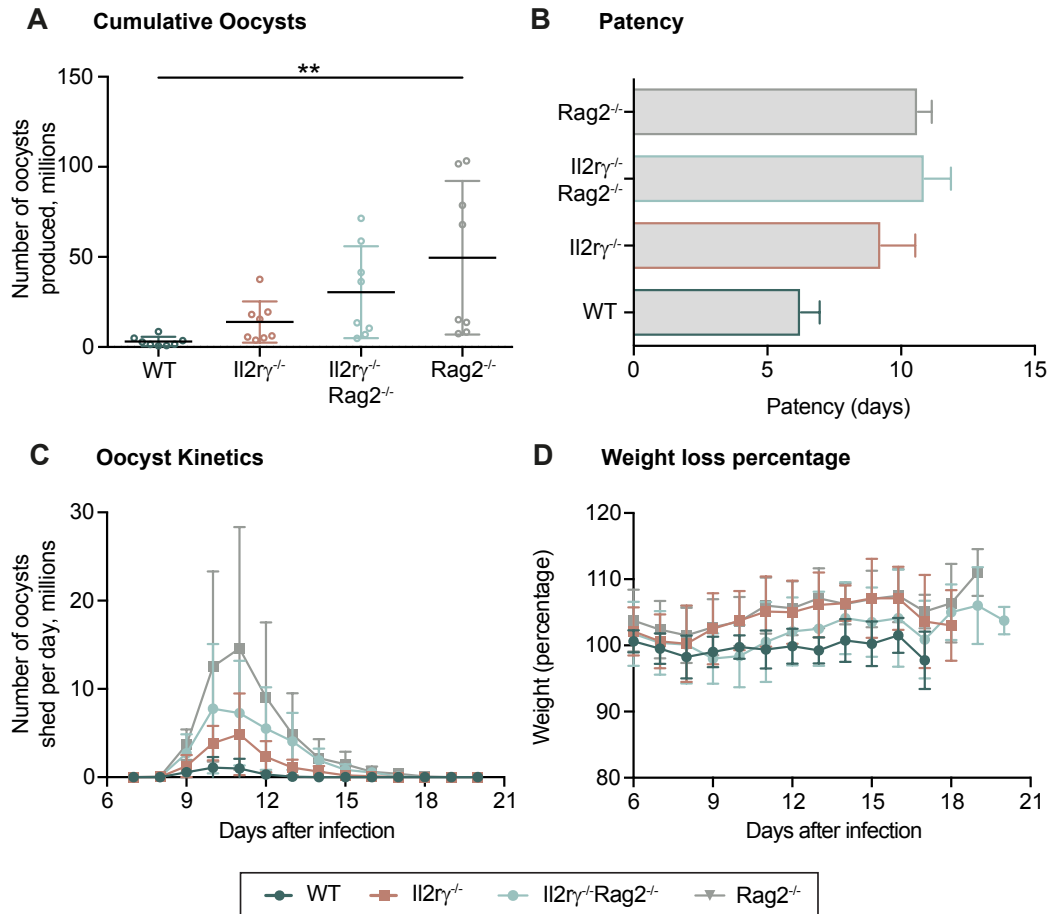 A Cumulative Oocysts
**
Number of oocysts
produced, millions
150
100
50
0
WT
Il2rγ-/-
Il2rγ-/-
Rag2-/-
Rag2-/-
B Patency
Rag2-/-
Il2rγ-/-
Rag2-/-
Il2rγ-/-
WT
0 5 10 15
Patency (days)
C Oocyst Kinetics
Number of oocysts
shed per day, millions
30
20
10
0
6 9 12 15 18 21
Days after infection
D Weight loss percentage
Weight (percentage)
120
110
100
90
80
6 9 12 15 18 21
Days after infection
WT Il2rγ-/- Il2rγ-/-Rag2-/- Rag2-/-